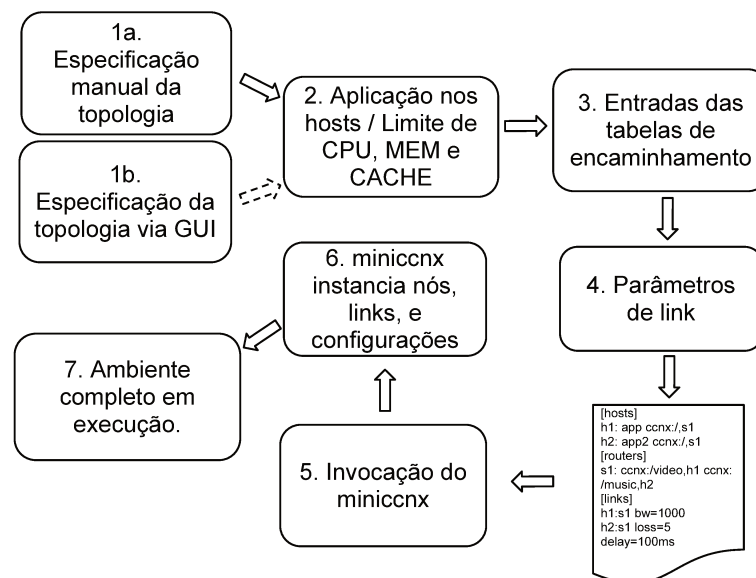 1a.
Especificação
manual da
topologia
1b.
Especificação da
topologia via GUI
2. Aplicação nos
hosts / Limite de
CPU, MEM e
CACHE
3. Entradas das
tabelas de
encaminhamento
4. Parâmetros
de link
[hosts]
h1: app ccnx:/,s1
h2: app2 ccnx:/,s1
[routers]
s1: ccnx:/video,h1 ccnx:
/music,h2
[links]
h1:s1 bw=1000
h2:s1 loss=5
delay=100ms
5. Invocação do
miniccnx
6. miniccnx
instancia nós,
links, e
configurações
7. Ambiente
completo em
execução.